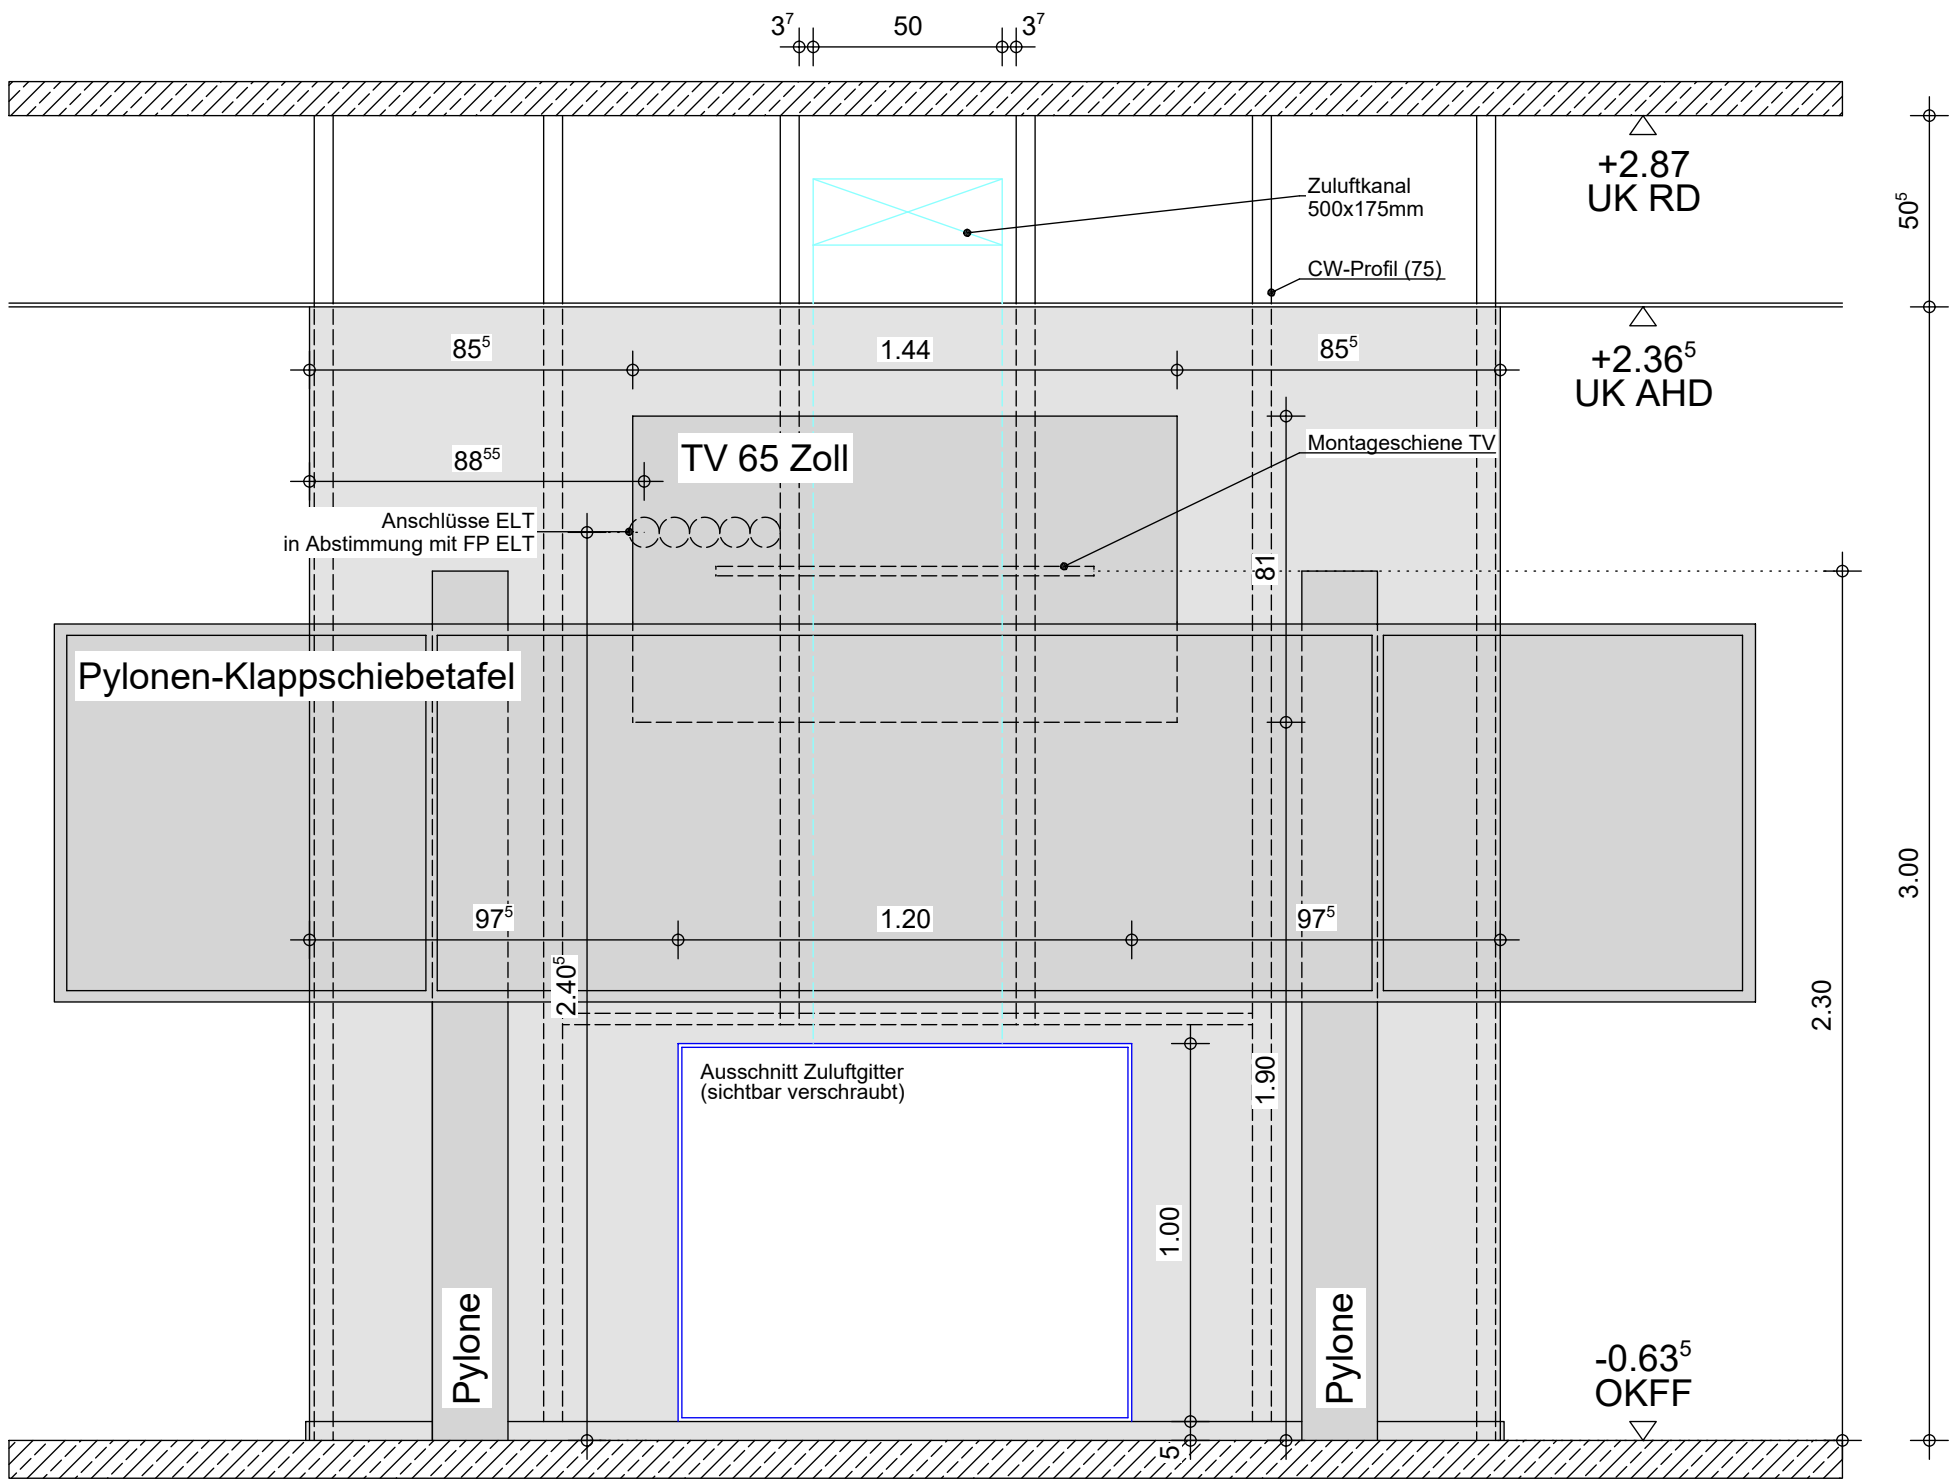 3⁷ 50 3⁷
Zuluftkanal
500x175mm
CW-Profil (75)
+2.87
UK RD
50⁵
85⁵ 1.44 85⁵
+2.36⁵
UK AHD
88⁵⁵
TV 65 Zoll
Montageschiene TV
Anschlüsse ELT
in Abstimmung mit FP ELT
81
Pylonen-Klappschiebetafel
97⁵ 1.20 97⁵
2.40⁵
3.00
2.30
Ausschnitt Zuluftgitter
(sichtbar verschraubt)
1.90
1.00
Pylone
Pylone
-0.63⁵
OKFF
5